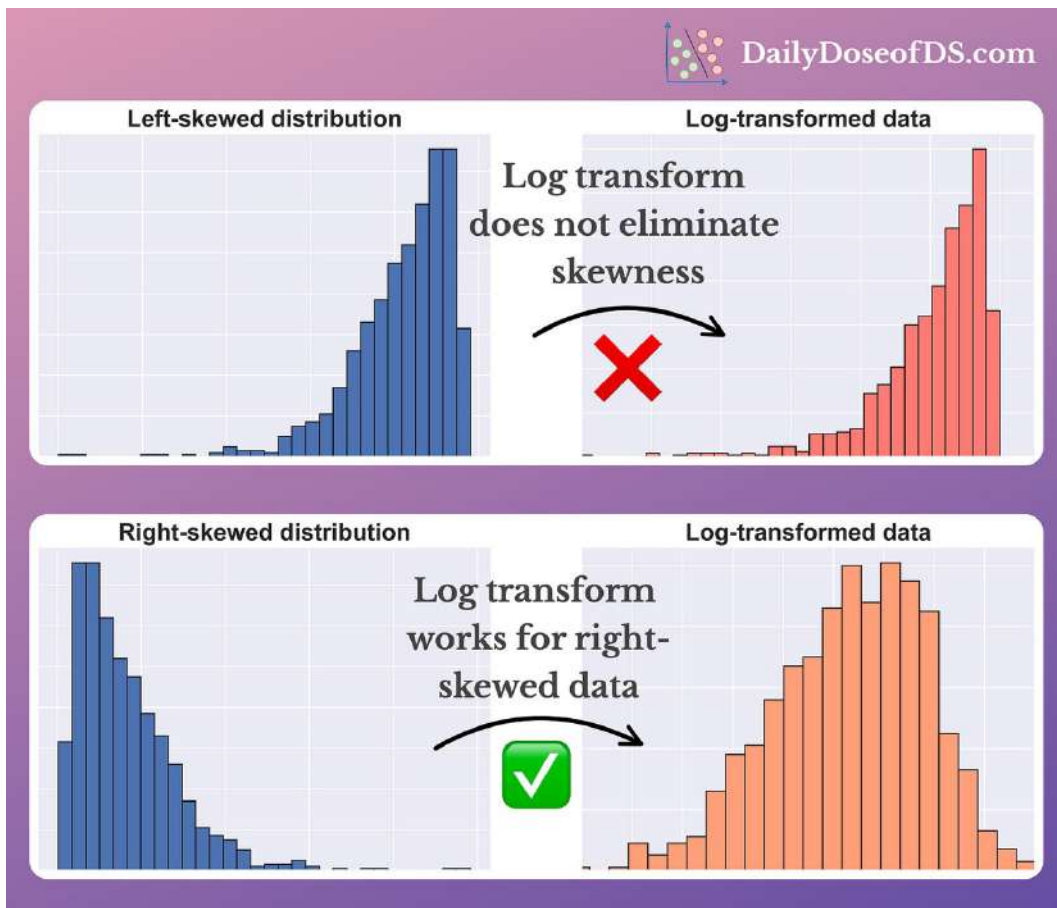 DailyDoseofDS.com
Left-skewed distribution
Log-transformed data
Log transform
does not eliminate
skewness
Right-skewed distribution
Log-transformed data
Log transform
works for right-
skewed data